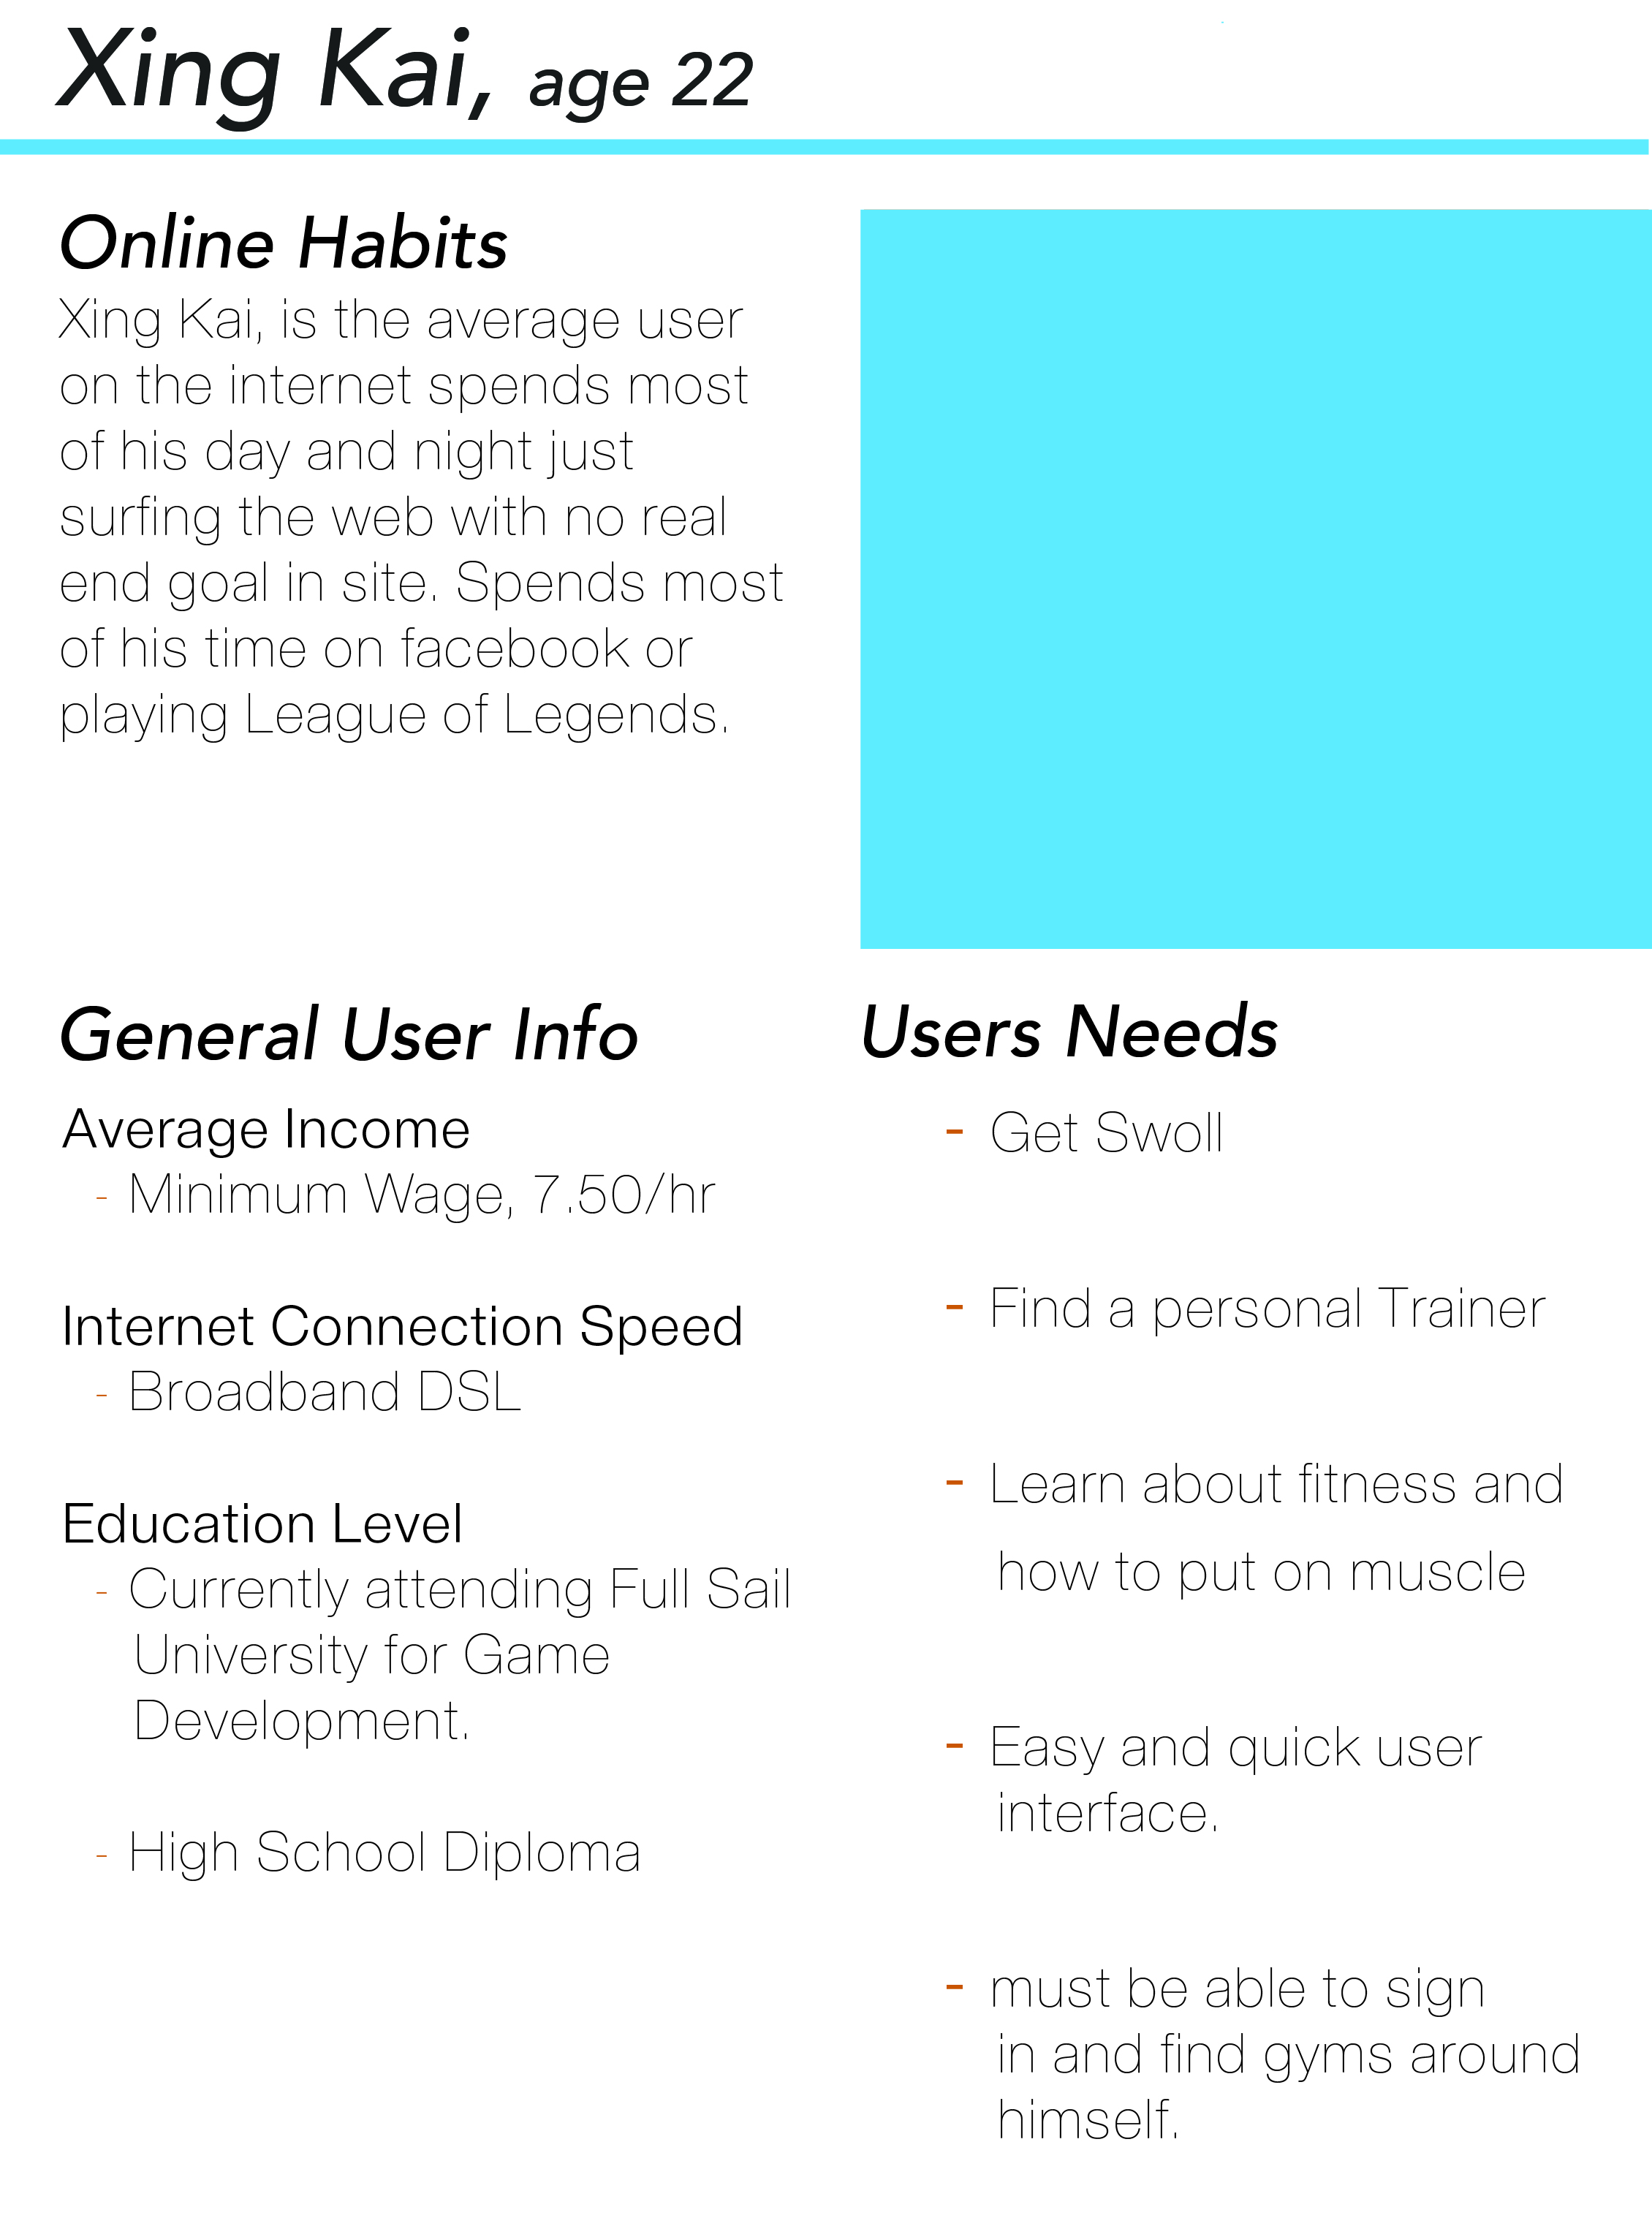 Xing Kai, age 22
Online Habits
Xing Kai, is the average user
on the internet spends most
of his day and night just
surfing the web with no real
end goal in site. Spends most
of his time on facebook or
playing League of Legends.
General User Info
Average Income
- Minimum Wage, 7.50/hr
Internet Connection Speed
- Broadband DSL
Education Level
- Currently attending Full Sail
University for Game
Development.
- High School Diploma
Users Needs
- Get Swoll
- Find a personal Trainer
- Learn about fitness and
how to put on muscle
- Easy and quick user
interface.
- must be able to sign
in and find gyms around
himself.